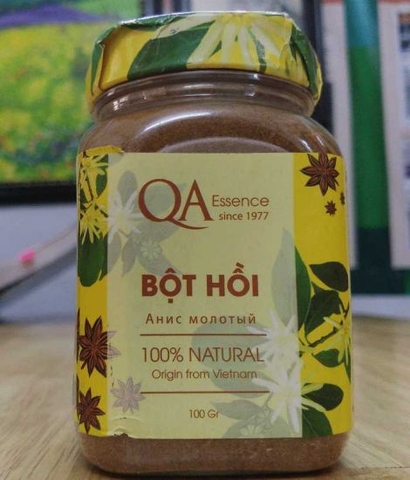 QA Essence
since 1977
BỘT HỒI
Анис молотый
100% NATURAL
Origin from Vietnam
100 Gr